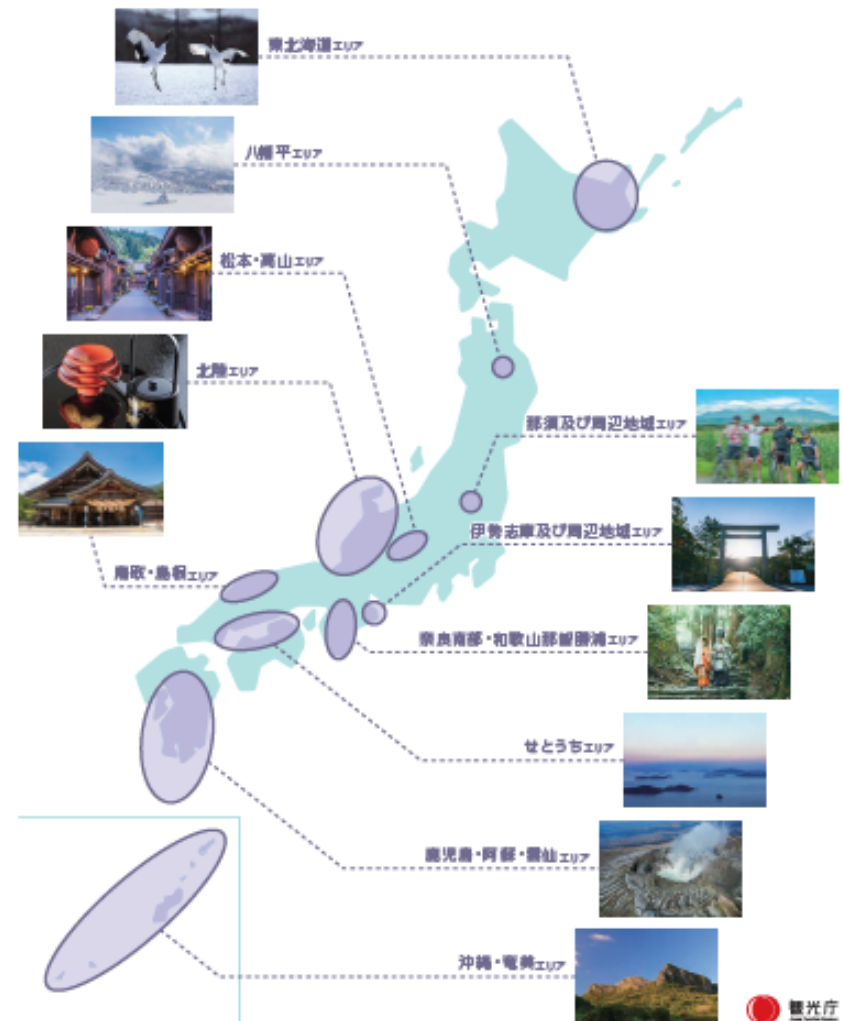 東北海道エリア
八幡平エリア
松本・高山エリア
北陸エリア
那須及び周辺地域エリア
伊勢志摩及び周辺地域エリア
鳥取・島根エリア
奈良南部・和歌山那智勝浦エリア
せとうちエリア
鹿児島・阿蘇・雲仙エリア
沖縄・奄美エリア
観光庁